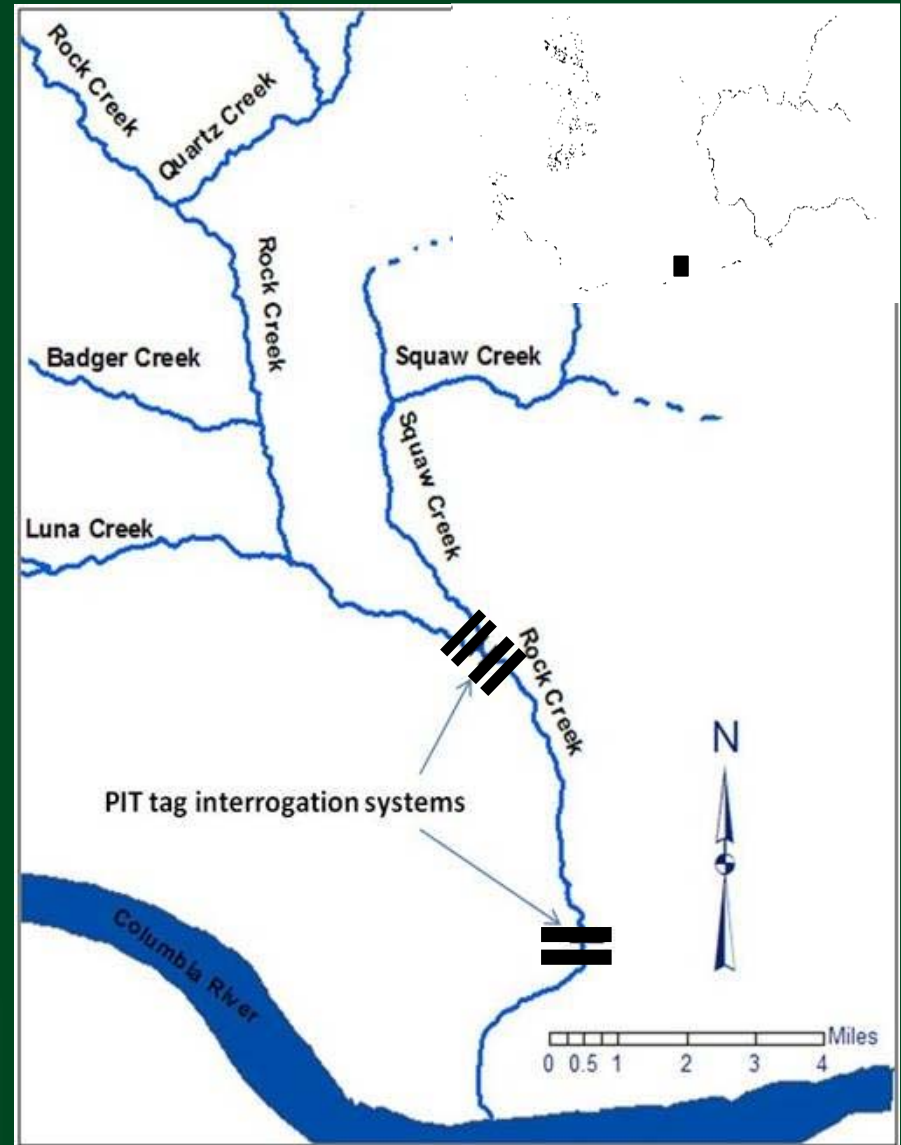 Rock Creek
Quartz Creek
Rock Creek
Badger Creek
Squaw Creek
Squaw Creek
Luna Creek
Rock Creek
N
PIT tag interrogation systems
Columbia River
Miles
0 0.5 1 2 3 4